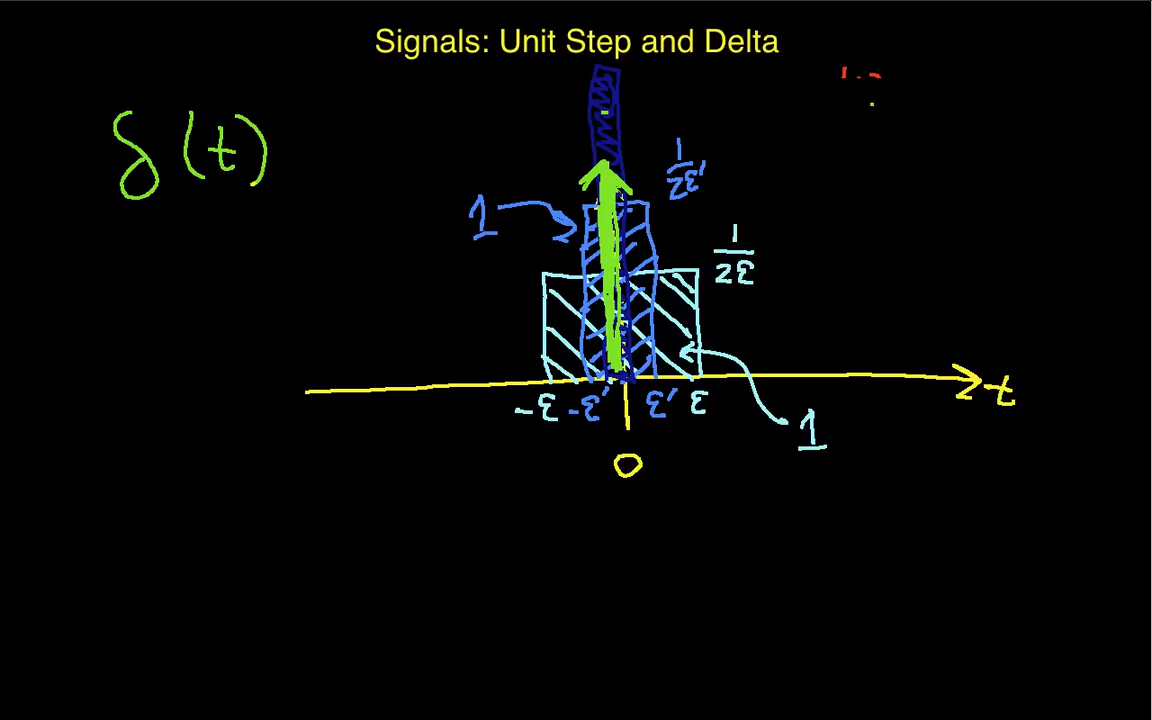 Signals: Unit Step and Delta
δ(t)
1/2ε'
1
1/2ε
-ε -ε' ε' ε
t
1
0